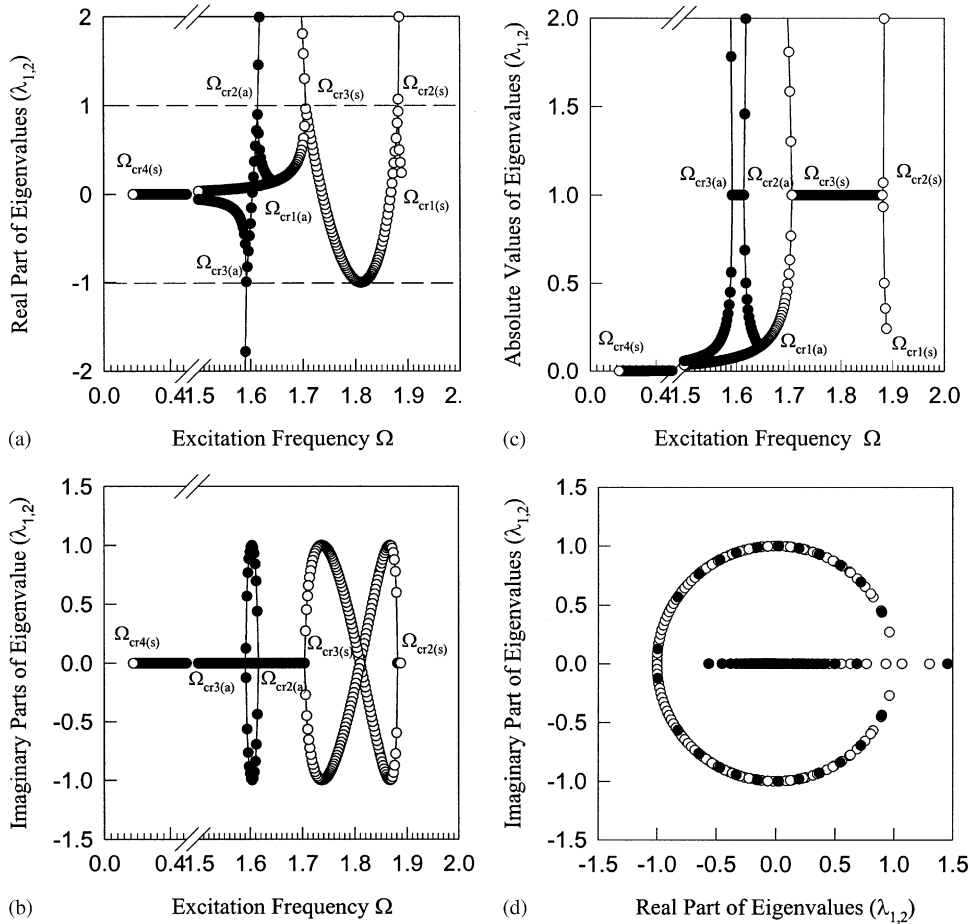 Real Part of Eigenvalues (λ1,2)
2
1
0
-1
-2
Ωcr4(s)
Ωcr2(a)
Ωcr3(s)
Ωcr2(s)
Ωcr1(a)
Ωcr1(s)
Ωcr3(a)
0.0 0.41.5 1.6 1.7 1.8 1.9 2.
(a) Excitation Frequency Ω
Absolute Values of Eigenvalues (λ1,2)
2.0
1.5
1.0
0.5
0.0
Ωcr3(a) Ωcr2(a) Ωcr3(s) Ωcr2(s)
Ωcr4(s) Ωcr1(a) Ωcr1(s)
0.0 0.41.5 1.6 1.7 1.8 1.9 2.0
(c) Excitation Frequency Ω
Imaginary Parts of Eigenvalue (λ1,2)
1.5
1.0
0.5
0.0
-0.5
-1.0
-1.5
Ωcr4(s) Ωcr3(s) Ωcr2(s)
Ωcr3(a) Ωcr2(a)
0.0 0.41.5 1.6 1.7 1.8 1.9 2.0
(b) Excitation Frequency Ω
Imaginary Part of Eigenvalues (λ1,2)
1.5
1.0
0.5
0.0
-0.5
-1.0
-1.5
-1.5 -1.0 -0.5 0.0 0.5 1.0 1.5
(d) Real Part of Eigenvalues (λ1,2)